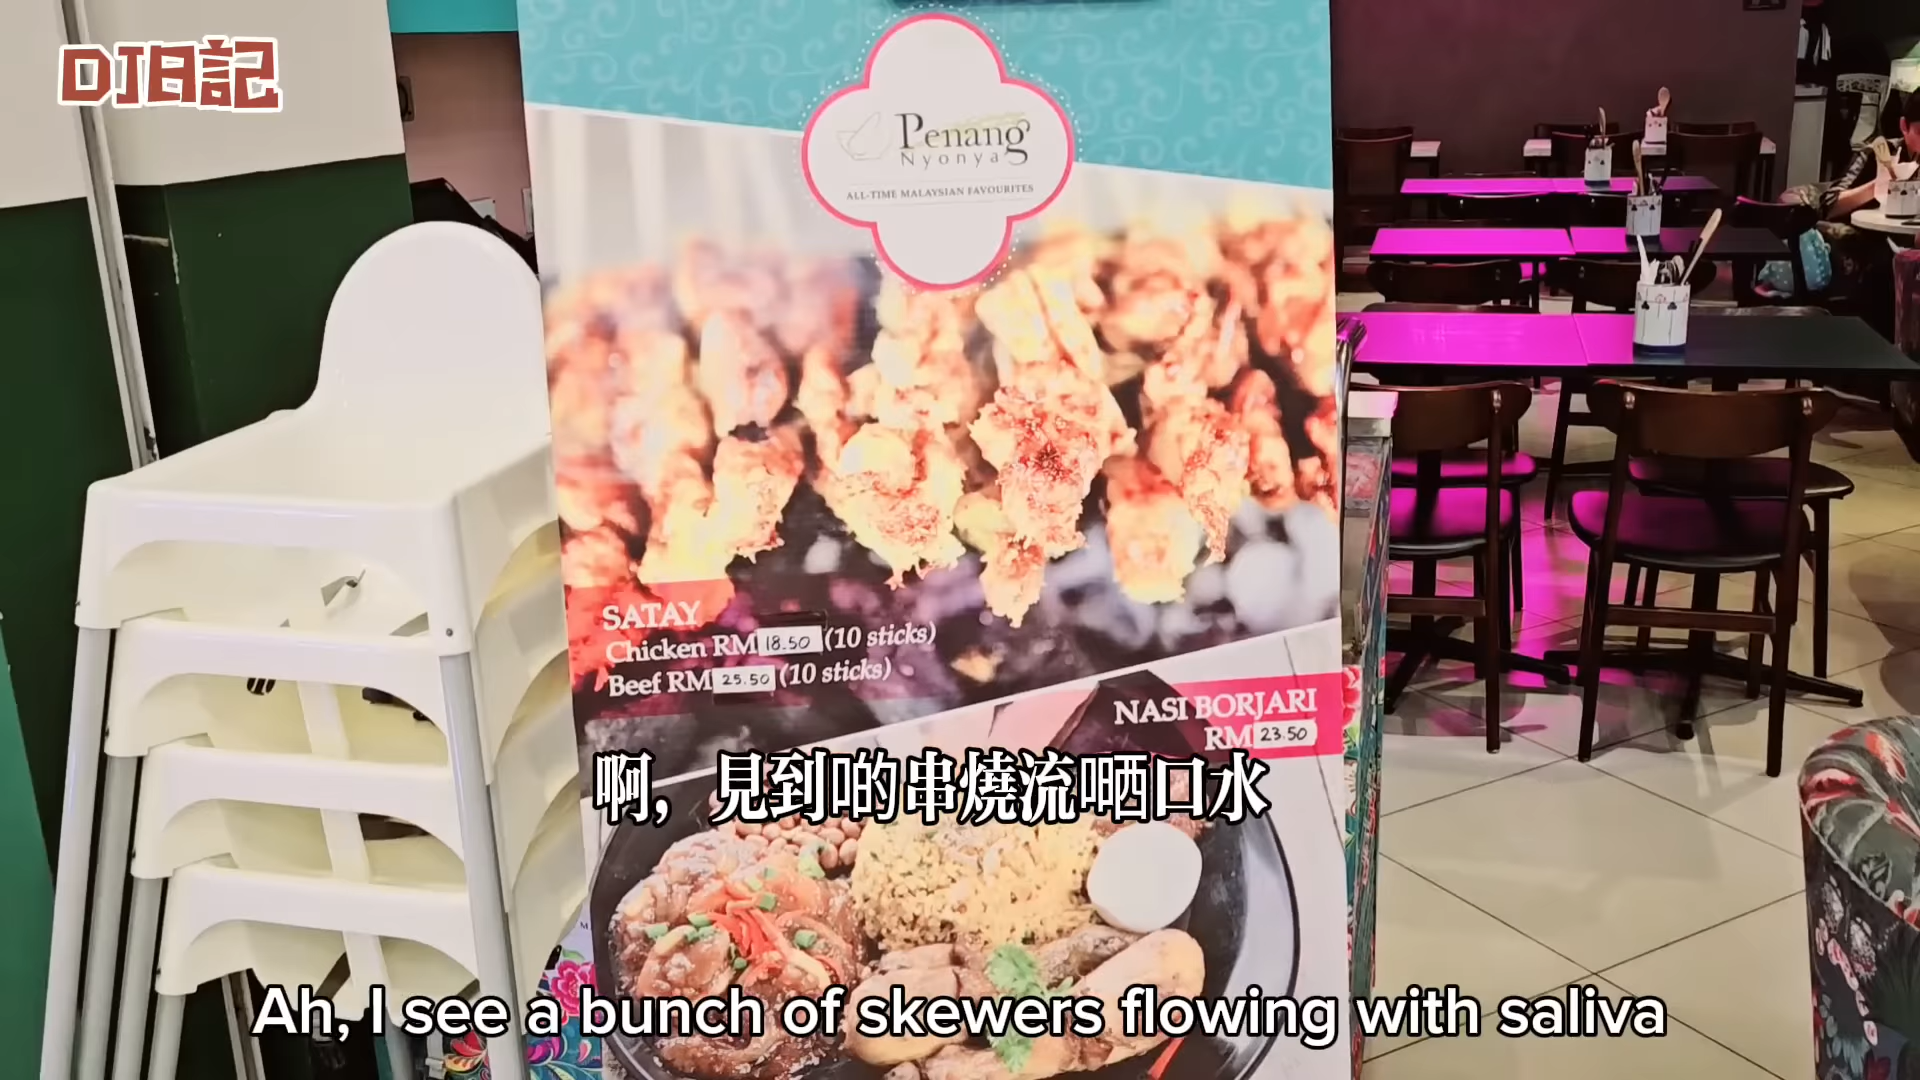 DJ日記
Penang
Nyonya
ALL-TIME MALAYSIAN FAVOURITES
SATAY
Chicken RM 18.50 (10 sticks)
Beef RM 25.50 (10 sticks)
NASI BORJARI
RM 23.50
啊，見到啲串燒流嗮口水
Ah, I see a bunch of skewers flowing with saliva